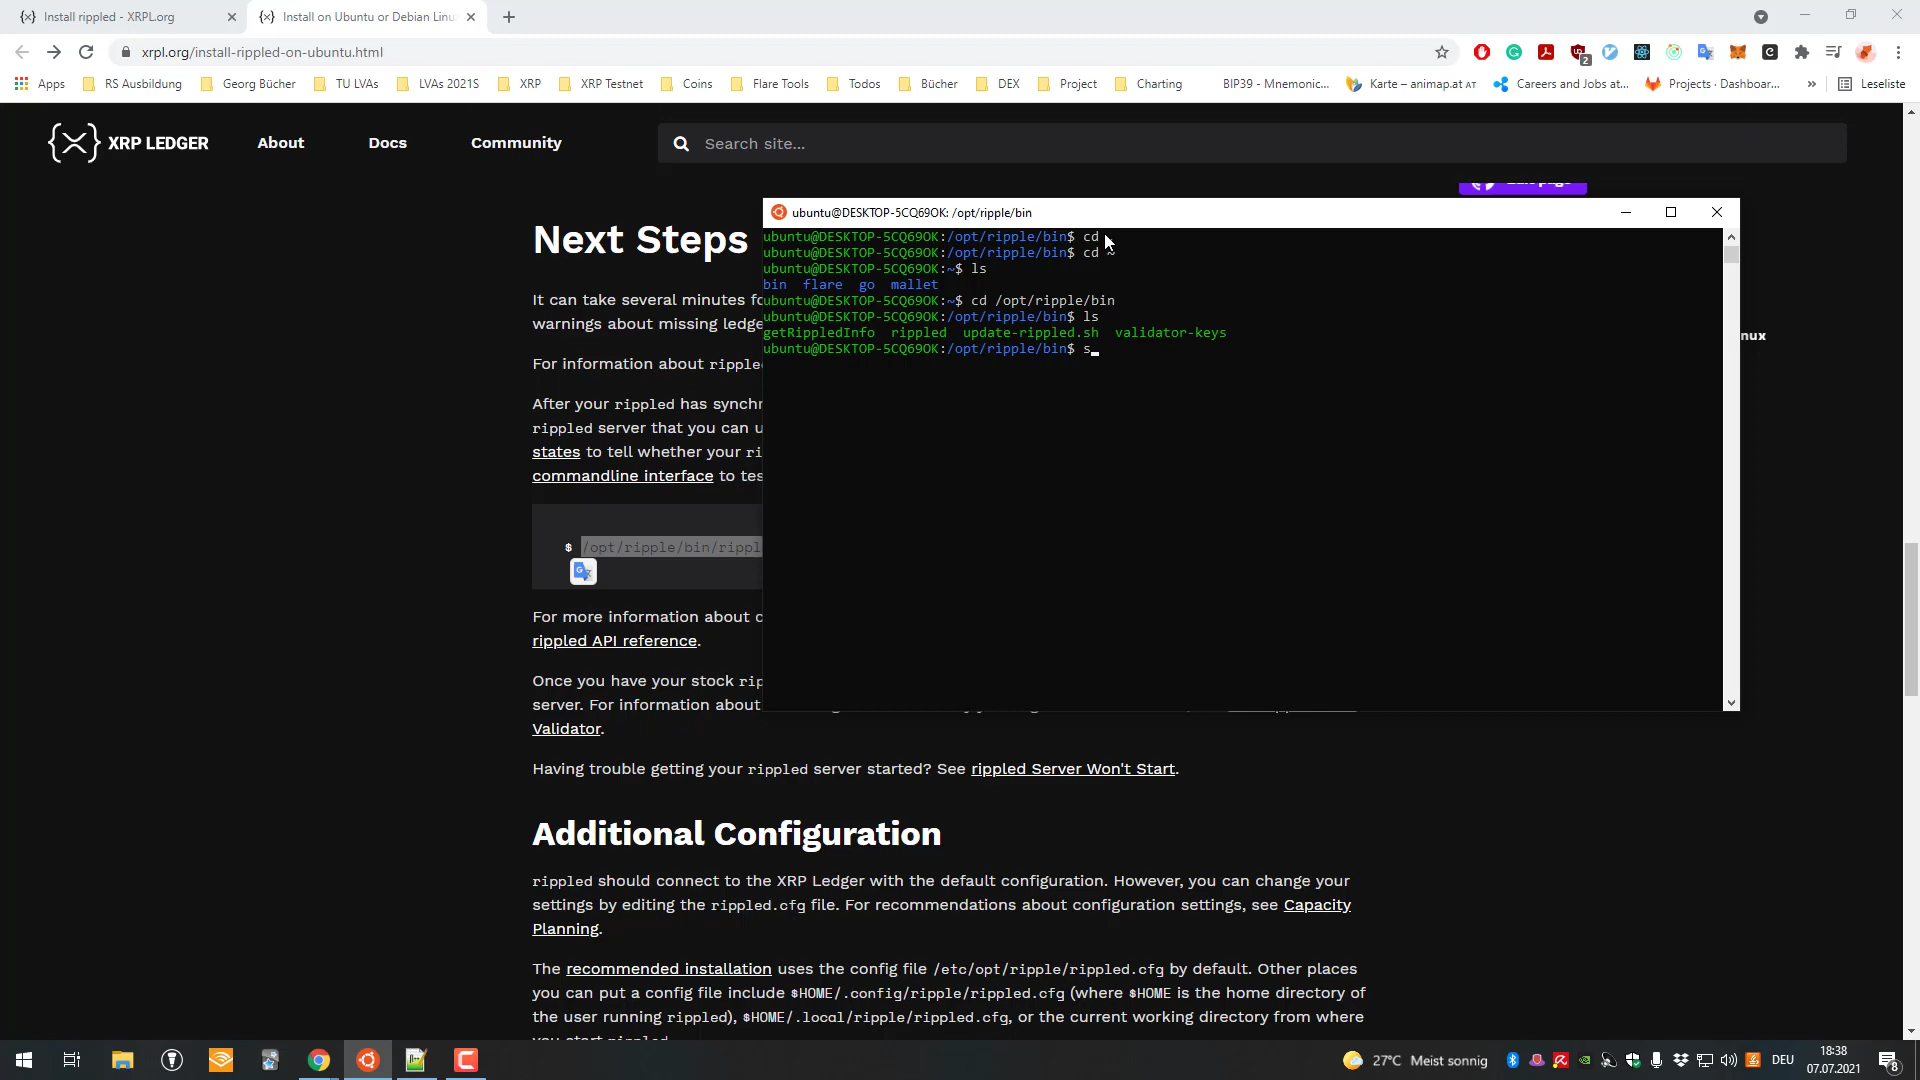 Install rippled - XRPL.org
Install on Ubuntu or Debian Linu
xrpl.org/install-rippled-on-ubuntu.html
2
Apps
RS Ausbildung
Georg Bücher
TU LVAs
LVAs 2021S
XRP
XRP Testnet
Coins
Flare Tools
Todos
Bücher
DEX
Project
Charting
BIP39 - Mnemonic...
Karte – animap.at AT
Careers and Jobs at...
Projects · Dashboar...
»
Leseliste
XRP LEDGER
About
Docs
Community
Search site...
ubuntu@DESKTOP-5CQ69OK: /opt/ripple/bin
ubuntu@DESKTOP-5CQ69OK:/opt/ripple/bin$ cd
ubuntu@DESKTOP-5CQ69OK:/opt/ripple/bin$ cd ~
ubuntu@DESKTOP-5CQ69OK:~$ ls
bin flare go mallet
ubuntu@DESKTOP-5CQ69OK:~$ cd /opt/ripple/bin
ubuntu@DESKTOP-5CQ69OK:/opt/ripple/bin$ ls
getRippledInfo rippled update-rippled.sh validator-keys
ubuntu@DESKTOP-5CQ69OK:/opt/ripple/bin$ s
nux
Next Steps
It can take several minutes fo
warnings about missing ledge
For information about ripple
After your rippled has synchr
rippled server that you can u
states to tell whether your ri
commandline interface to tes
$ /opt/ripple/bin/rippl
For more information about c
rippled API reference.
Once you have your stock rip
server. For information about
Validator.
Having trouble getting your rippled server started? See rippled Server Won't Start.
Additional Configuration
rippled should connect to the XRP Ledger with the default configuration. However, you can change your
settings by editing the rippled.cfg file. For recommendations about configuration settings, see Capacity
Planning.
The recommended installation uses the config file /etc/opt/ripple/rippled.cfg by default. Other places
you can put a config file include $HOME/.config/ripple/rippled.cfg (where $HOME is the home directory of
the user running rippled), $HOME/.local/ripple/rippled.cfg, or the current working directory from where
you start rippled
27°C Meist sonnig
DEU
18:38
07.07.2021
8